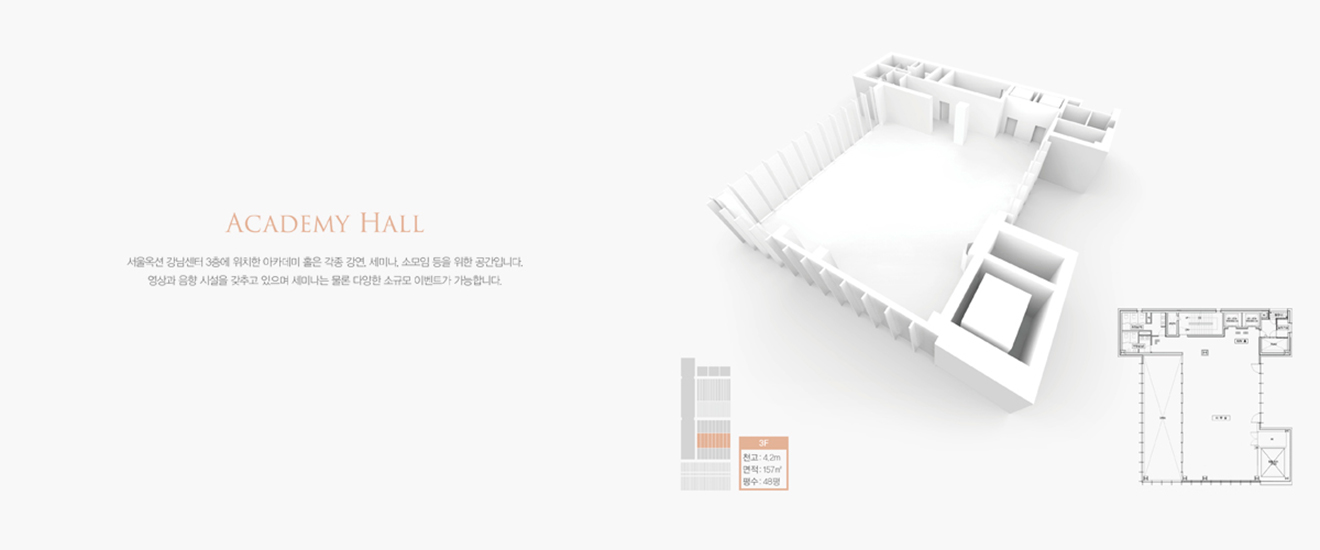 ACADEMY HALL
서울옥션 강남센터 3층에 위치한 아카데미 홀은 각종 강연, 세미나, 소모임 등을 위한 공간입니다.
영상과 음향 시설을 갖추고 있으며 세미나는 물론 다양한 소규모 이벤트가 가능합니다.
3F
천고: 4.2m
면적: 157㎡
평수: 48평